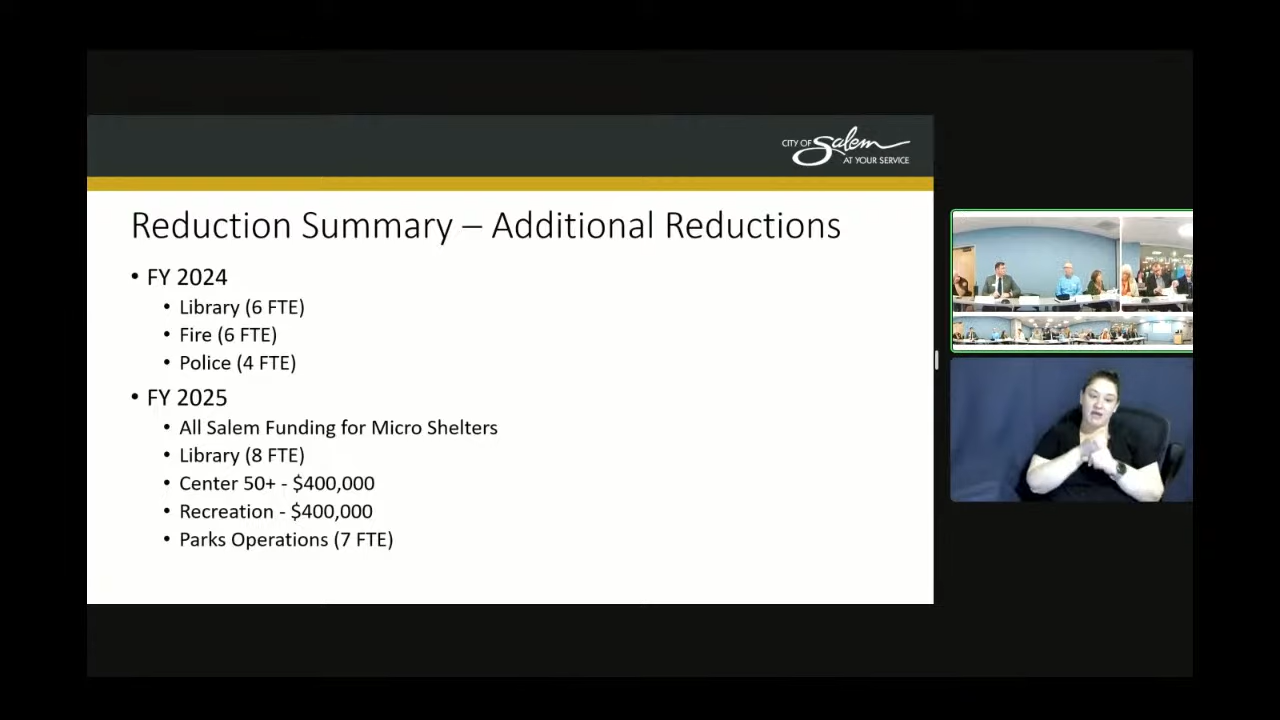 CITY OF Salem
AT YOUR SERVICE
Reduction Summary – Additional Reductions
• FY 2024
• Library (6 FTE)
• Fire (6 FTE)
• Police (4 FTE)
• FY 2025
• All Salem Funding for Micro Shelters
• Library (8 FTE)
• Center 50+ - $400,000
• Recreation - $400,000
• Parks Operations (7 FTE)